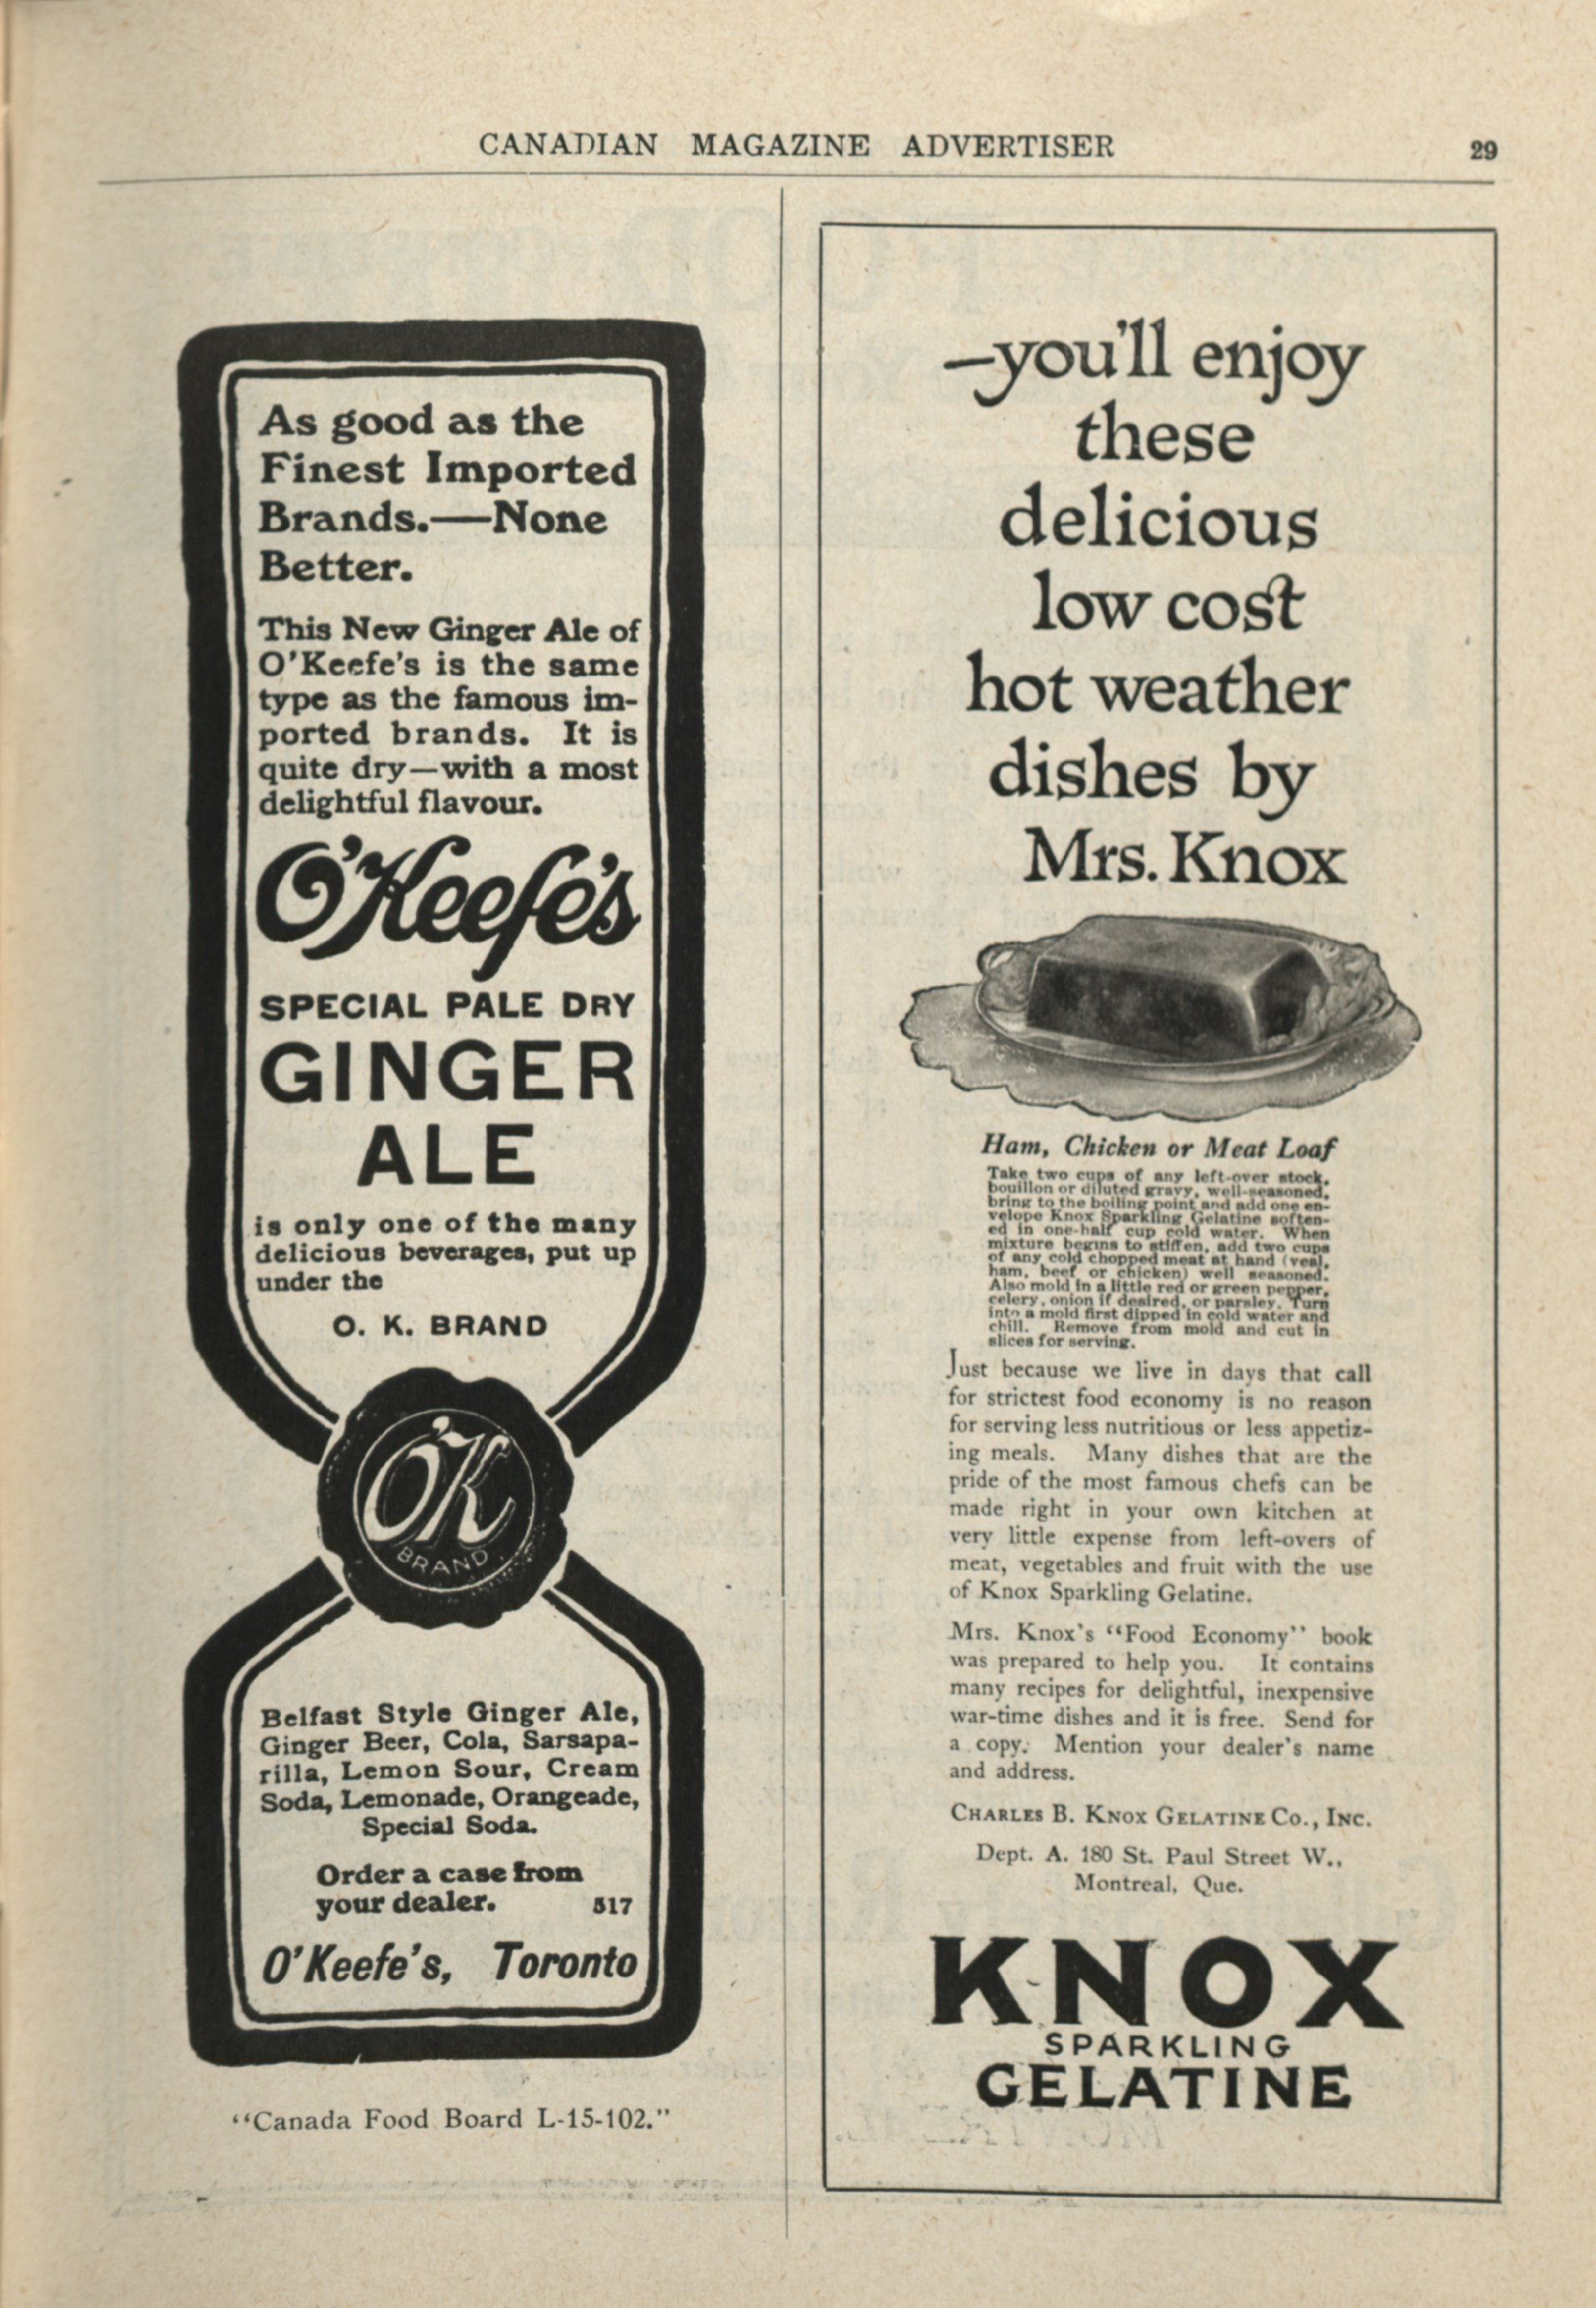 CANADIAN MAGAZINE ADVERTISER 29
As good as the
Finest Imported
Brands.—None
Better.
This New Ginger Ale of
O'Keefe's is the same
type as the famous im-
ported brands. It is
quite dry—with a most
delightful flavour.
O'Keefe's
SPECIAL PALE DRY
GINGER
ALE
is only one of the many
delicious beverages, put up
under the
O. K. BRAND
O'K
BRAND
Belfast Style Ginger Ale,
Ginger Beer, Cola, Sarsapa-
rilla, Lemon Sour, Cream
Soda, Lemonade, Orangeade,
Special Soda.
Order a case from
your dealer. 517
O'Keefe's, Toronto
"Canada Food Board L-15-102."
—you'll enjoy
these
delicious
low cost
hot weather
dishes by
Mrs. Knox
Ham, Chicken or Meat Loaf
Take two cups of any left-over stock,
bouillon or diluted gravy, well-seasoned,
bring to the boiling point and add one en-
velope Knox Sparkling Gelatine soften-
ed in one-half cup cold water. When
mixture begins to stiffen, add two cups
of any cold chopped meat at hand (veal,
ham, beef or chicken) well seasoned.
Also mold in a little red or green pepper,
celery, onion if desired, or parsley. Turn
into a mold first dipped in cold water and
chill. Remove from mold and cut in
slices for serving.
Just because we live in days that call
for strictest food economy is no reason
for serving less nutritious or less appetiz-
ing meals. Many dishes that are the
pride of the most famous chefs can be
made right in your own kitchen at
very little expense from left-overs of
meat, vegetables and fruit with the use
of Knox Sparkling Gelatine.
Mrs. Knox's "Food Economy" book
was prepared to help you. It contains
many recipes for delightful, inexpensive
war-time dishes and it is free. Send for
a copy. Mention your dealer's name
and address.
CHARLES B. KNOX GELATINE CO., INC.
Dept. A. 180 St. Paul Street W.,
Montreal, Que.
KNOX
SPARKLING
GELATINE